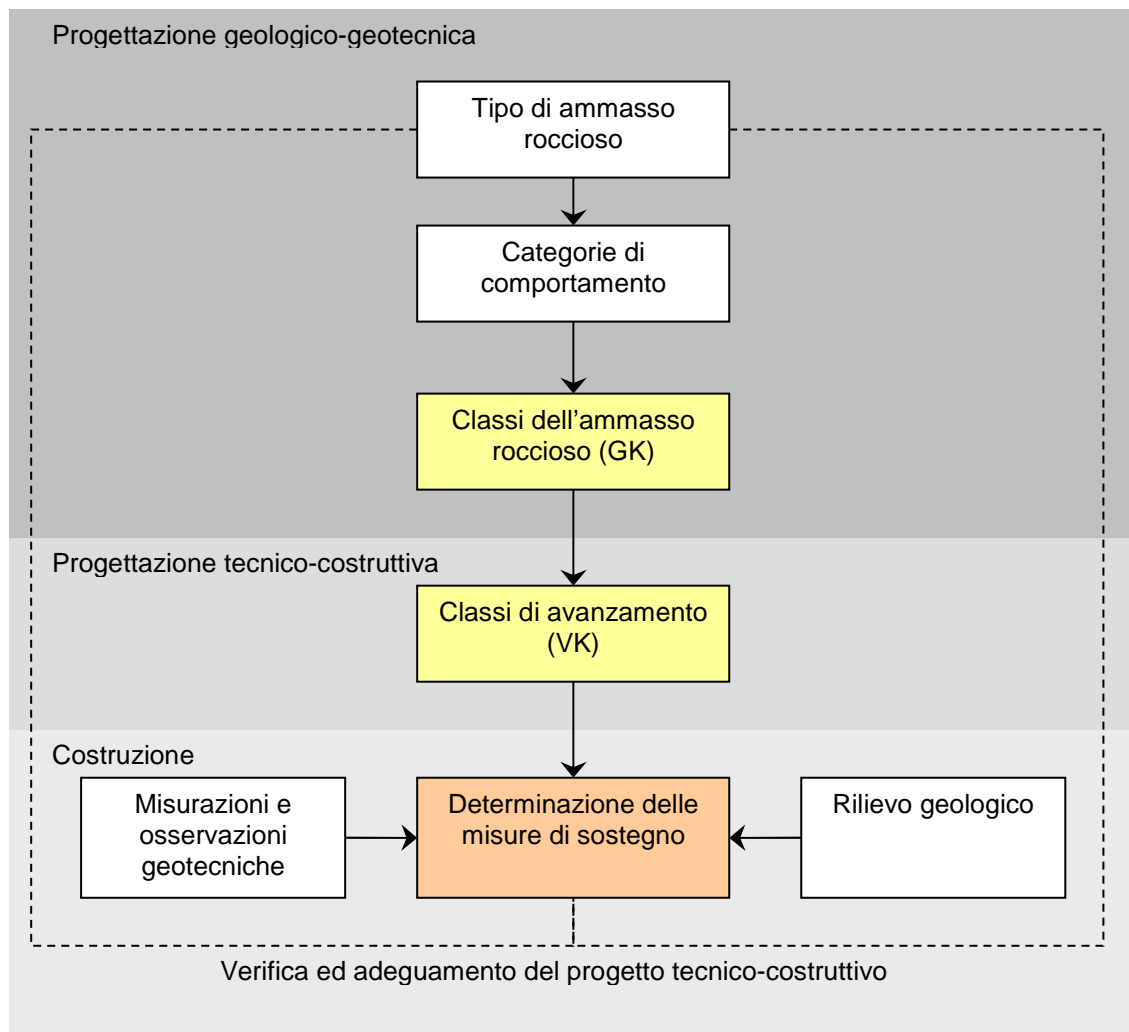 Progettazione geologico-geotecnica
Tipo di ammasso
roccioso
Categorie di
comportamento
Classi dell'ammasso
roccioso (GK)
Progettazione tecnico-costruttiva
Classi di avanzamento
(VK)
Costruzione
Misurazioni e
osservazioni
geotecniche
Determinazione delle
misure di sostegno
Rilievo geologico
Verifica ed adeguamento del progetto tecnico-costruttivo